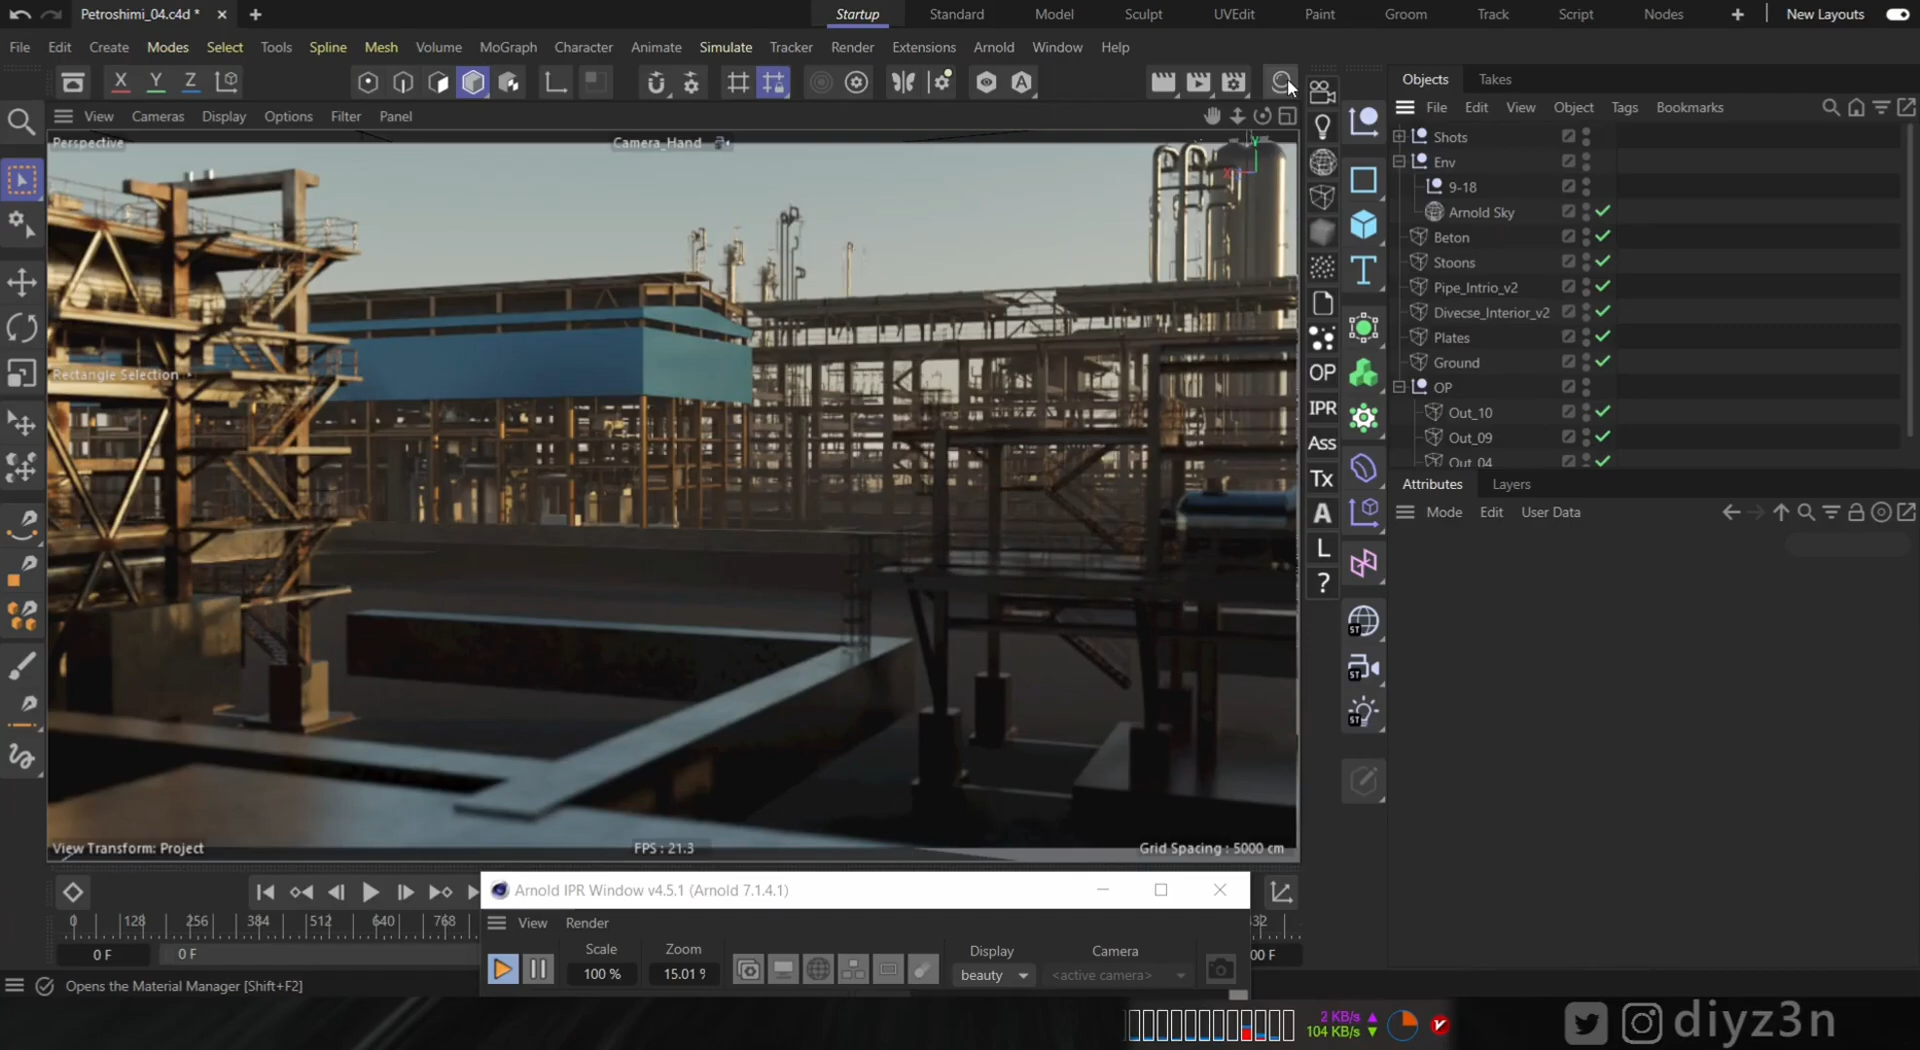 Petroshimi_04.c4d *
Startup
Standard
Model
Sculpt
UVEdit
Paint
Groom
Track
Script
Nodes
New Layouts
File
Edit
Create
Modes
Select
Tools
Spline
Mesh
Volume
MoGraph
Character
Animate
Simulate
Tracker
Render
Extensions
Arnold
Window
Help
X
Y
Z
View
Cameras
Display
Options
Filter
Panel
Perspective
Camera_Hand
Rectangle Selection
View Transform: Project
FPS : 21.3
Grid Spacing : 5000 cm
OP
IPR
Ass
Tx
A
L
?
T
ST
ST
ST
Objects
Takes
File
Edit
View
Object
Tags
Bookmarks
Shots
Env
9-18
Arnold Sky
Beton
Stoons
Pipe_Intrio_v2
Divecse_Interior_v2
Plates
Ground
OP
Out_10
Out_09
Out_04
Attributes
Layers
Mode
Edit
User Data
0
128
256
384
512
640
768
0 F
0 F
Arnold IPR Window v4.5.1 (Arnold 7.1.4.1)
View
Render
Scale
Zoom
Display
Camera
100 %
15.01 %
beauty
<active camera>
Opens the Material Manager [Shift+F2]
2 KB/s
104 KB/s
diyz3n